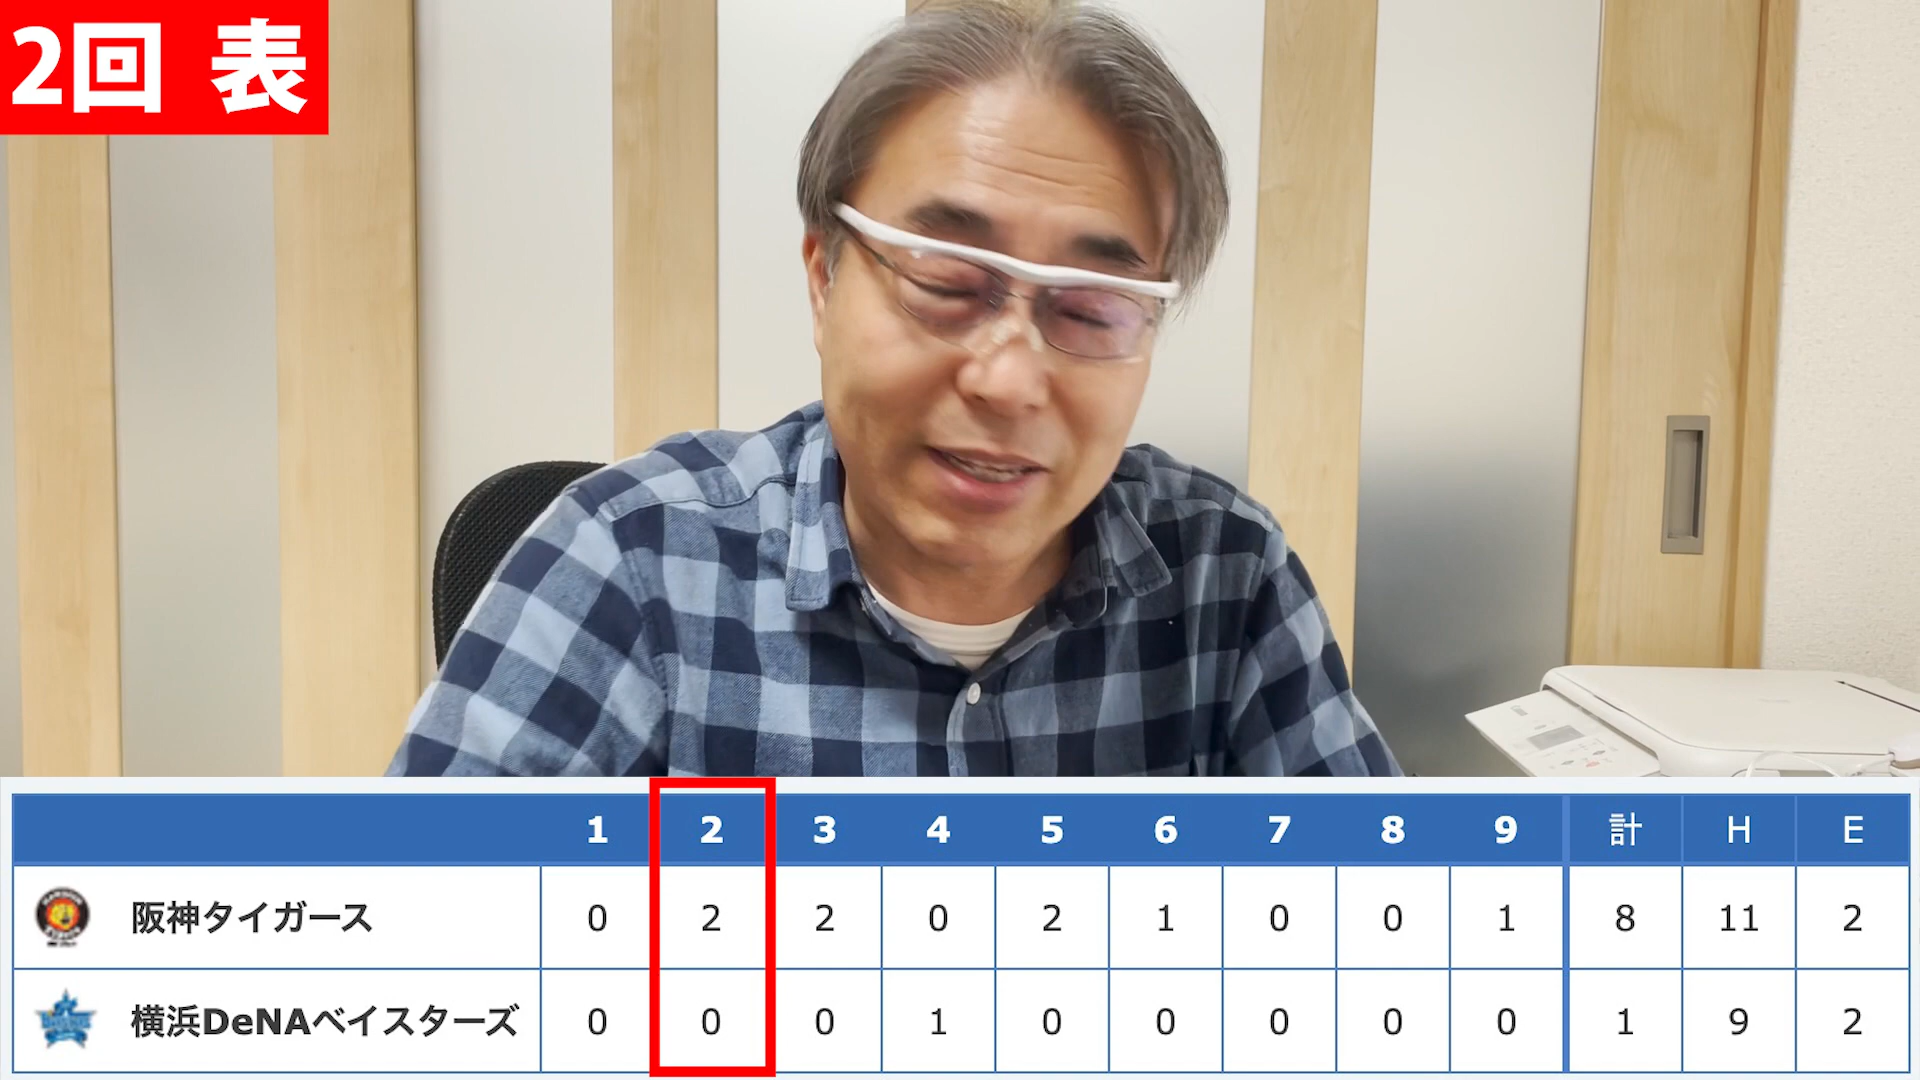 2回 表
1 2 3 4 5 6 7 8 9 計 H E
阪神タイガース 0 2 2 0 2 1 0 0 1 8 11 2
横浜DeNAベイスターズ 0 0 0 1 0 0 0 0 0 1 9 2